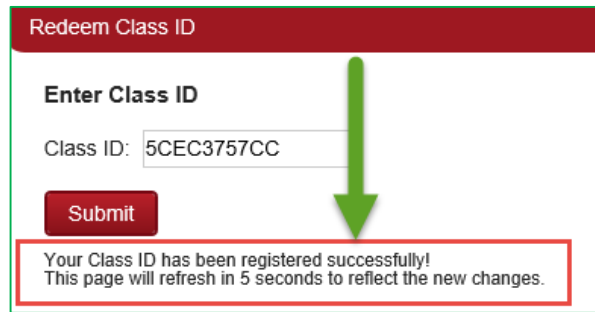 Redeem Class ID
Enter Class ID
Class ID: 5CEC3757CC
Submit
Your Class ID has been registered successfully!
This page will refresh in 5 seconds to reflect the new changes.